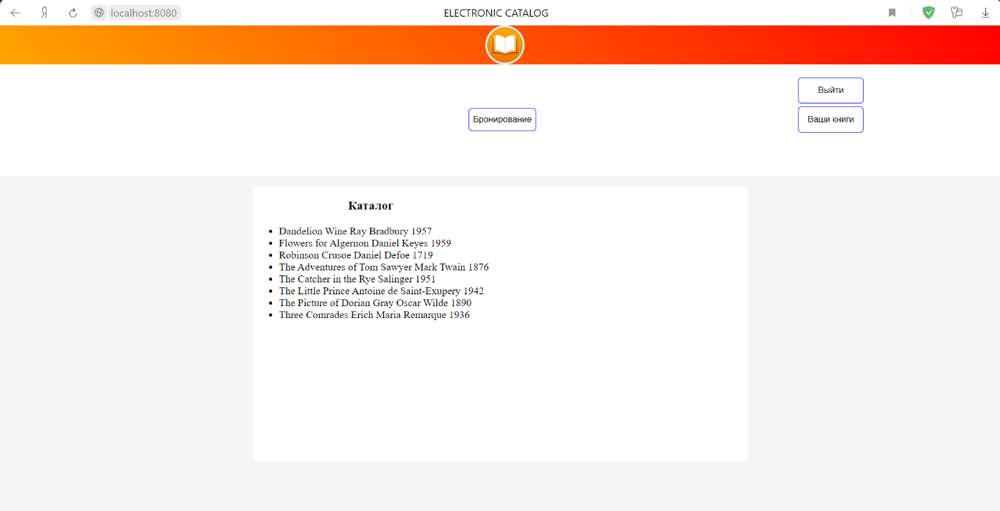 Я localhost:8080 ELECTRONIC CATALOG
Выйти
Бронирование Ваши книги
Каталог
Dandelion Wine Ray Bradbury 1957
Flowers for Algernon Daniel Keyes 1959
Robinson Crusoe Daniel Defoe 1719
The Adventures of Tom Sawyer Mark Twain 1876
The Catcher in the Rye Salinger 1951
The Little Prince Antoine de Saint-Exupery 1942
The Picture of Dorian Gray Oscar Wilde 1890
Three Comrades Erich Maria Remarque 1936